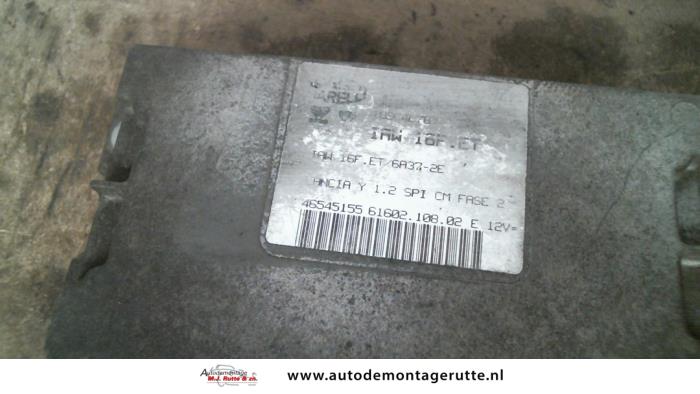 IAW 16F.ET
IAW 16F.ET/6A37-2E
ANCIA Y 1.2 SPI CM FASE 2
46545155 61602.108.02 E 12V=
Autodemontage
M.J. Rutte & zn.
www.autodemontagerutte.nl